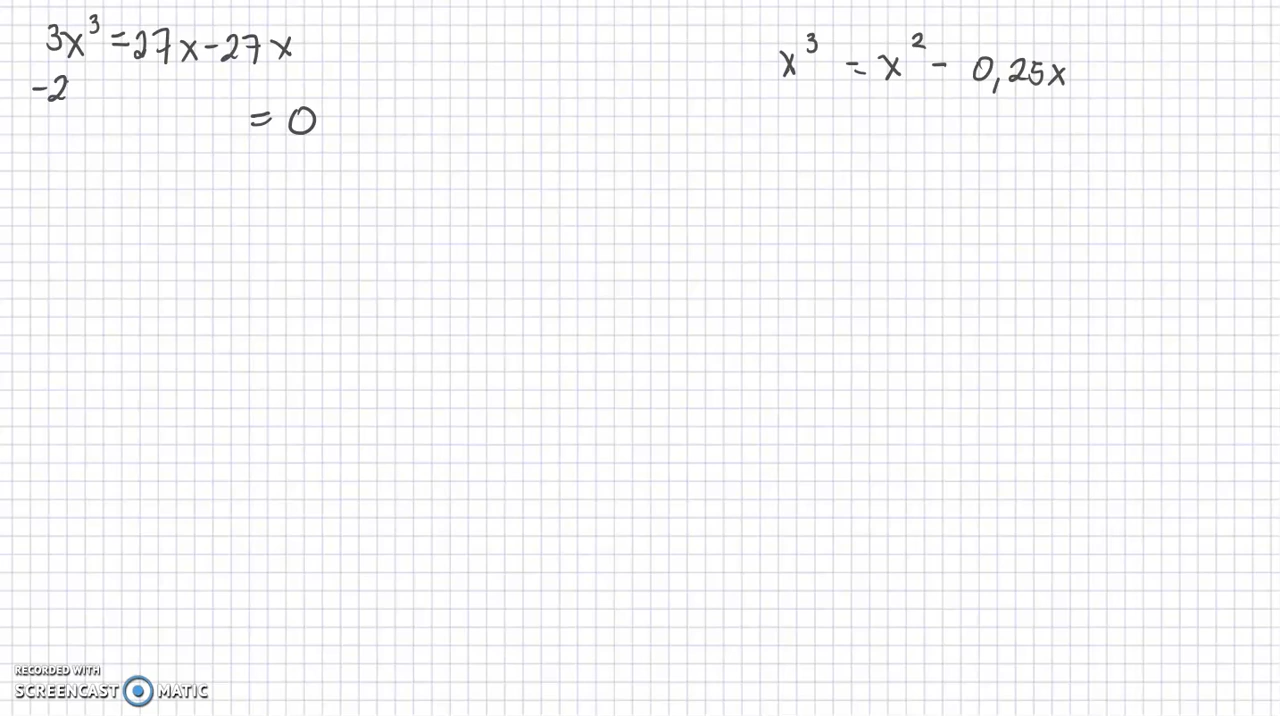 3x³ = 27x - 27x
-2
= 0
x³ = x² - 0,25x
RECORDED WITH
SCREENCAST MATIC